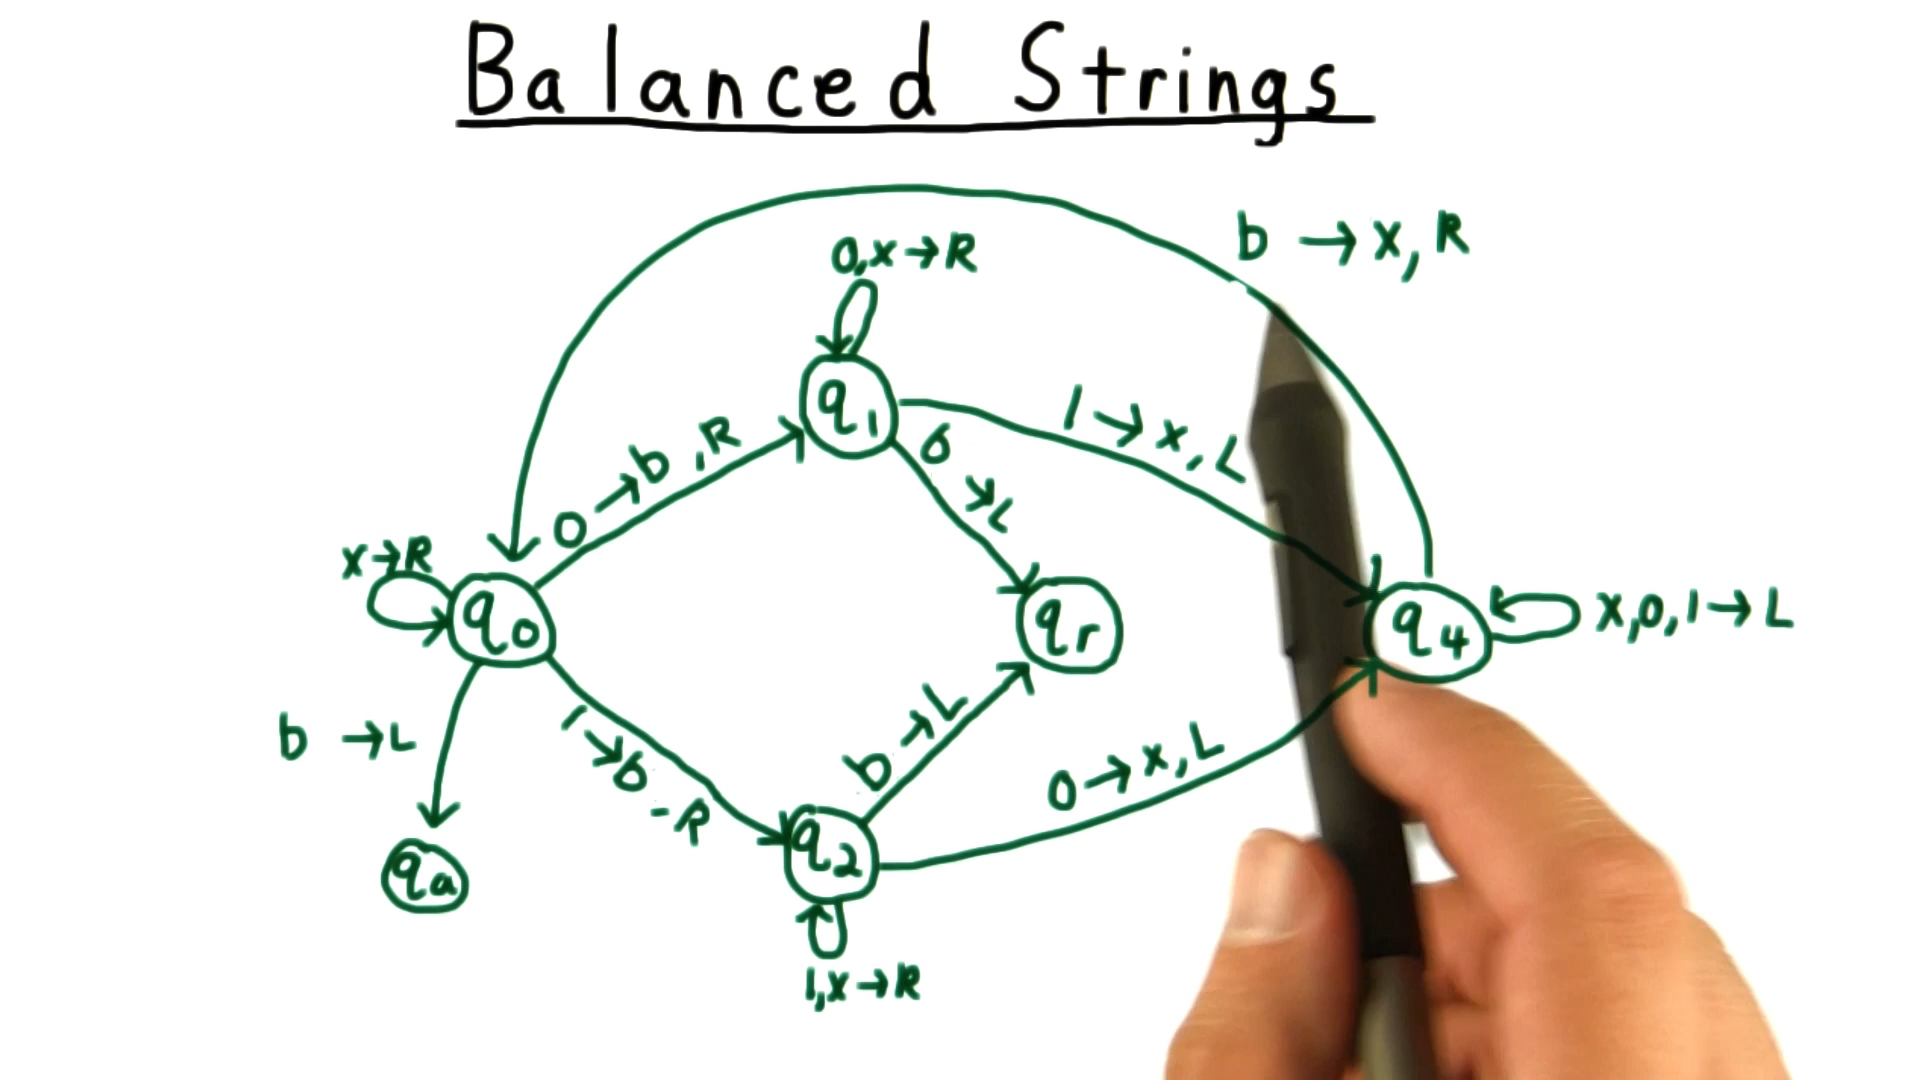 Balanced Strings
b → x, R
0,x → R
q1
1 → x, L
0 → b, R
b → L
x → R
q0
qr
q4
x,0,1 → L
b → L
1 → b, R
b → L
0 → x, L
q2
qa
1,x → R